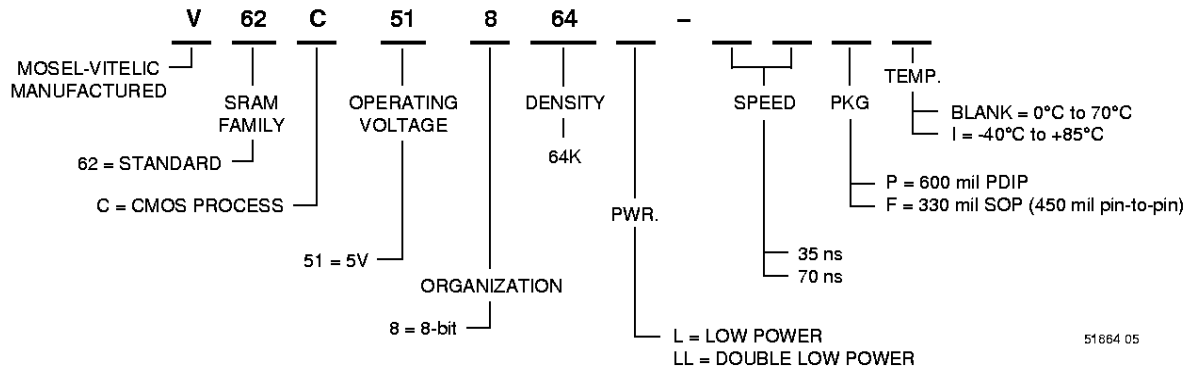 V 62 C 51 8 64 –
MOSEL-VITELIC
MANUFACTURED
SRAM
FAMILY
62 = STANDARD
C = CMOS PROCESS
OPERATING
VOLTAGE
51 = 5V
ORGANIZATION
8 = 8-bit
DENSITY
64K
PWR.
L = LOW POWER
LL = DOUBLE LOW POWER
SPEED
35 ns
70 ns
PKG
P = 600 mil PDIP
F = 330 mil SOP (450 mil pin-to-pin)
TEMP.
BLANK = 0°C to 70°C
I = -40°C to +85°C
51864 05